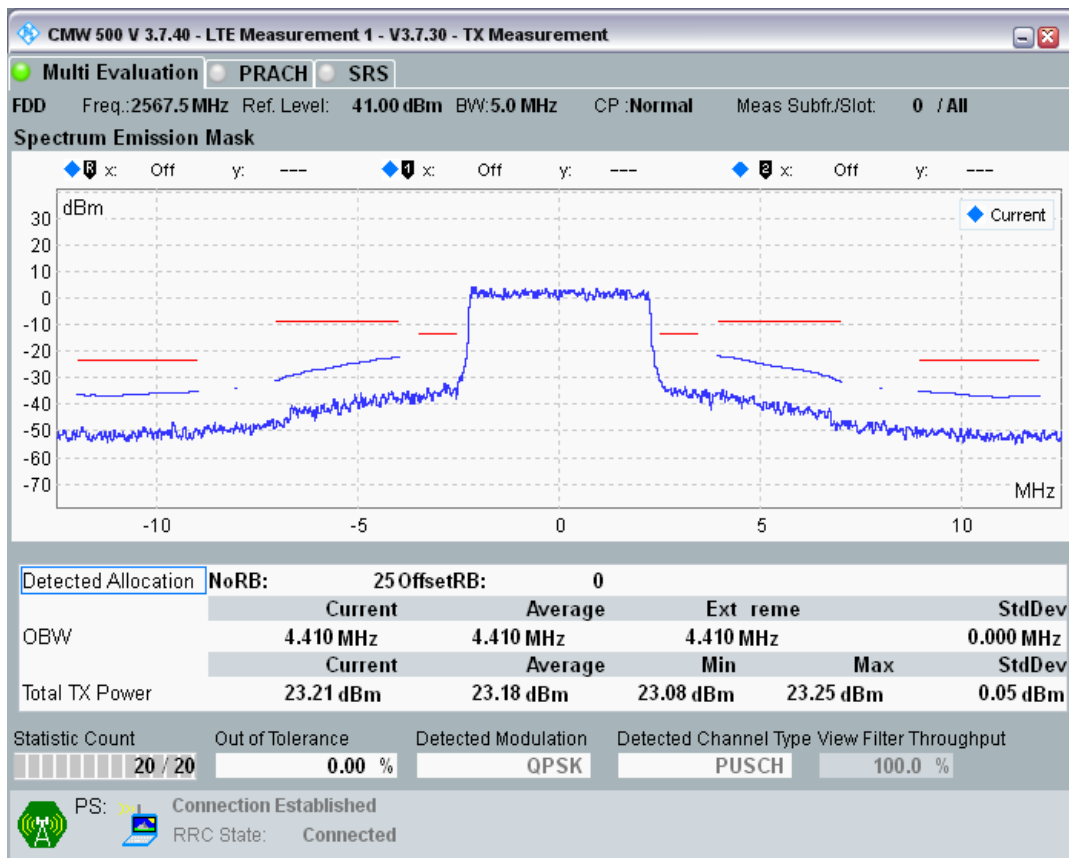 CMW 500 V 3.7.40 - LTE Measurement 1 - V3.7.30 - TX Measurement
Multi Evaluation PRACH SRS
FDD Freq.:2567.5 MHz Ref. Level: 41.00 dBm BW:5.0 MHz CP :Normal Meas Subfr./Slot: 0 / All
Spectrum Emission Mask
R x: Off y: --- 1 x: Off y: --- 2 x: Off y: ---
dBm
Current
30
20
10
0
-10
-20
-30
-40
-50
-60
-70
MHz
-10 -5 0 5 10
Detected Allocation NoRB: 25 OffsetRB: 0
Current Average Ext reme StdDev
OBW 4.410 MHz 4.410 MHz 4.410 MHz 0.000 MHz
Current Average Min Max StdDev
Total TX Power 23.21 dBm 23.18 dBm 23.08 dBm 23.25 dBm 0.05 dBm
Statistic Count Out of Tolerance Detected Modulation Detected Channel Type View Filter Throughput
20 / 20 0.00 % QPSK PUSCH 100.0 %
PS: Connection Established
RRC State: Connected